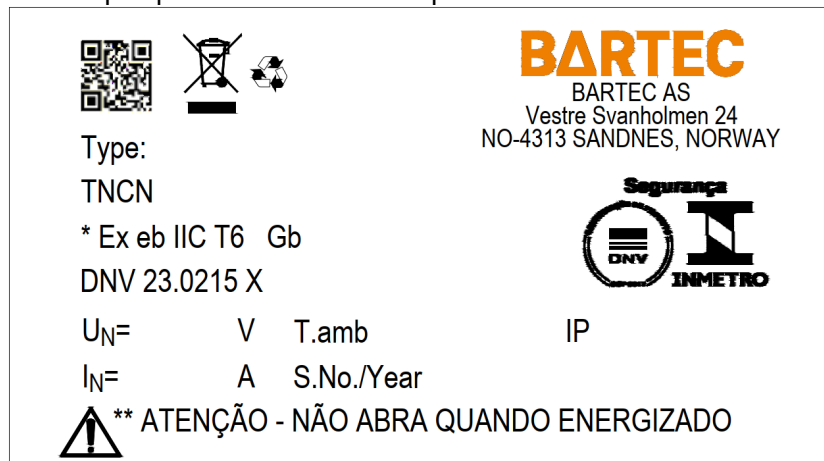 BARTEC
BARTEC AS
Vestre Svanholmen 24
NO-4313 SANDNES, NORWAY
Type:
TNCN
* Ex eb IIC T6 Gb
DNV 23.0215 X
Segurança
DNV
INMETRO
UN= V T.amb IP
IN= A S.No./Year
** ATENÇÃO - NÃO ABRA QUANDO ENERGIZADO